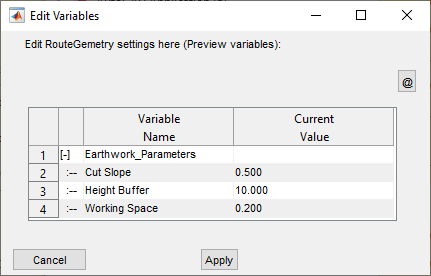 Edit Variables
Edit RouteGemetry settings here (Preview variables):
@
Variable Name Current Value
1 [-] Earthwork_Parameters
2 :-- Cut Slope 0.500
3 :-- Height Buffer 10.000
4 :-- Working Space 0.200
Cancel Apply